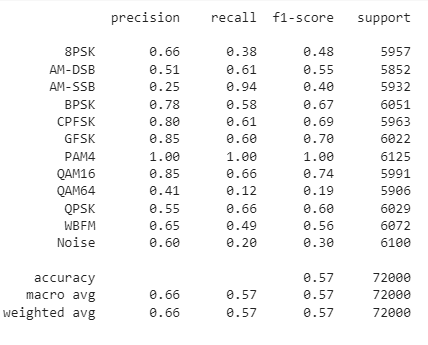 precision recall f1-score support
8PSK 0.66 0.38 0.48 5957
AM-DSB 0.51 0.61 0.55 5852
AM-SSB 0.25 0.94 0.40 5932
BPSK 0.78 0.58 0.67 6051
CPFSK 0.80 0.61 0.69 5963
GFSK 0.85 0.60 0.70 6022
PAM4 1.00 1.00 1.00 6125
QAM16 0.85 0.66 0.74 5991
QAM64 0.41 0.12 0.19 5906
QPSK 0.55 0.66 0.60 6029
WBFM 0.65 0.49 0.56 6072
Noise 0.60 0.20 0.30 6100
accuracy 0.57 72000
macro avg 0.66 0.57 0.57 72000
weighted avg 0.66 0.57 0.57 72000